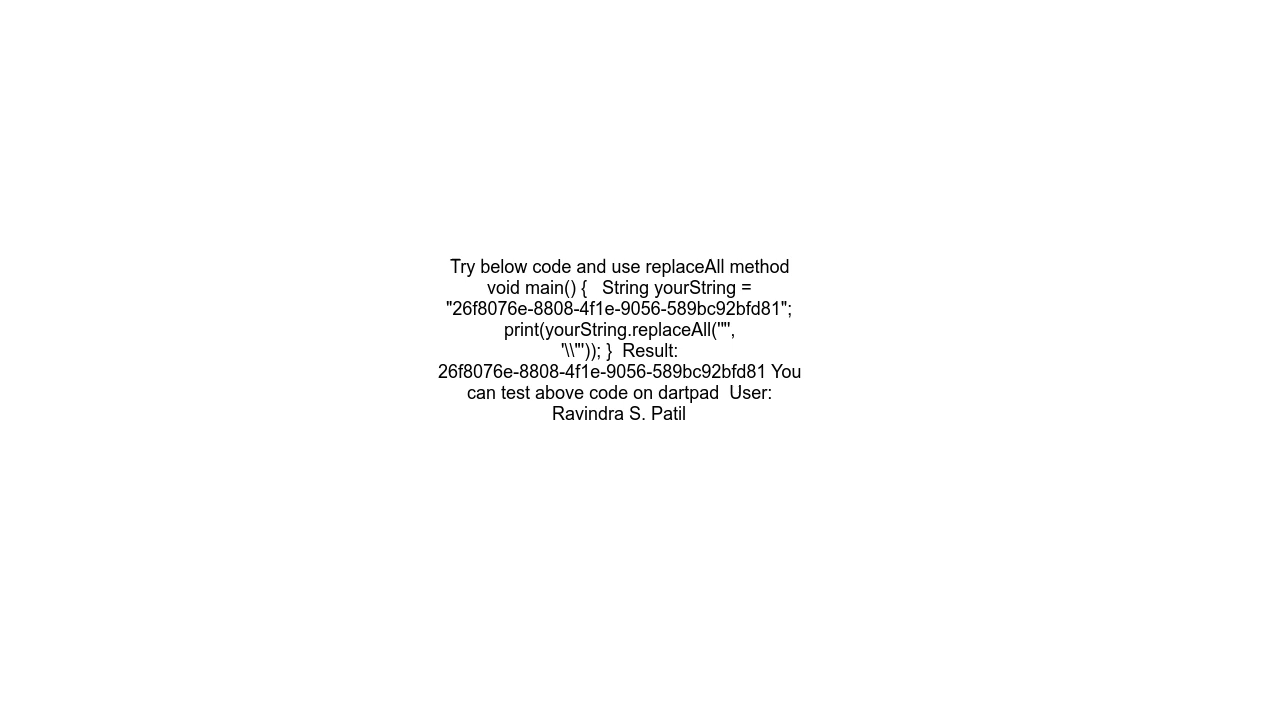 Try below code and use replaceAll method
void main() {   String yourString =
"26f8076e-8808-4f1e-9056-589bc92bfd81";
print(yourString.replaceAll('"',
'\\"')); }  Result:
26f8076e-8808-4f1e-9056-589bc92bfd81 You
can test above code on dartpad  User:
Ravindra S. Patil